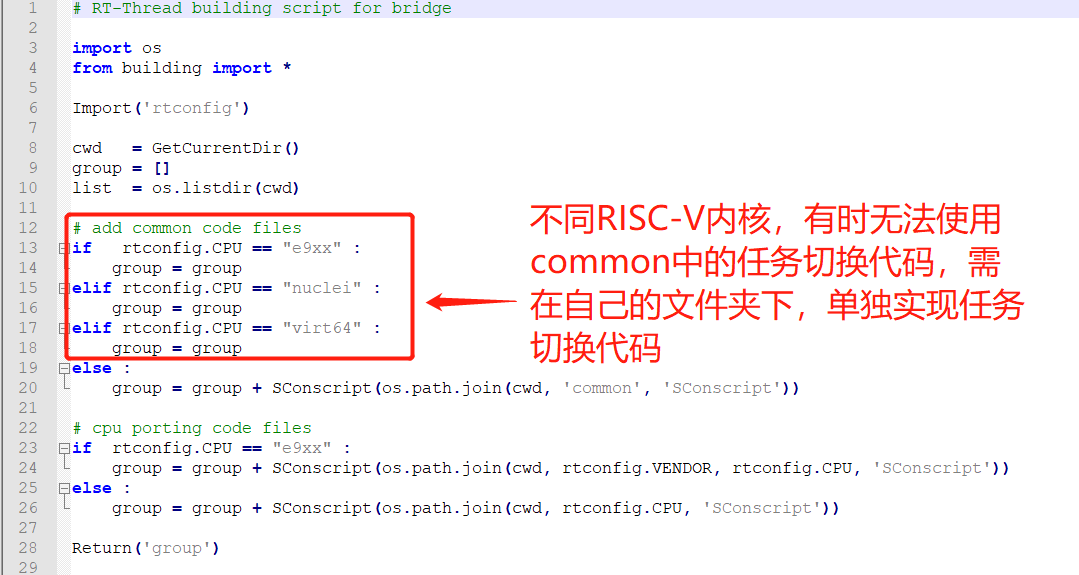 1 # RT-Thread building script for bridge
2
3 import os
4 from building import *
5
6 Import('rtconfig')
7
8 cwd   = GetCurrentDir()
9 group = []
10 list  = os.listdir(cwd)
11
12 # add common code files
13 if   rtconfig.CPU == "e9xx" :
14     group = group
15 elif rtconfig.CPU == "nuclei" :
16     group = group
17 elif rtconfig.CPU == "virt64" :
18     group = group
19 else :
20     group = group + SConscript(os.path.join(cwd, 'common', 'SConscript'))
21
22 # cpu porting code files
23 if  rtconfig.CPU == "e9xx" :
24     group = group + SConscript(os.path.join(cwd, rtconfig.VENDOR, rtconfig.CPU, 'SConscript'))
25 else :
26     group = group + SConscript(os.path.join(cwd, rtconfig.CPU, 'SConscript'))
27
28 Return('group')
29
不同RISC-V内核，有时无法使用
common中的任务切换代码，需
在自己的文件夹下，单独实现任务
切换代码